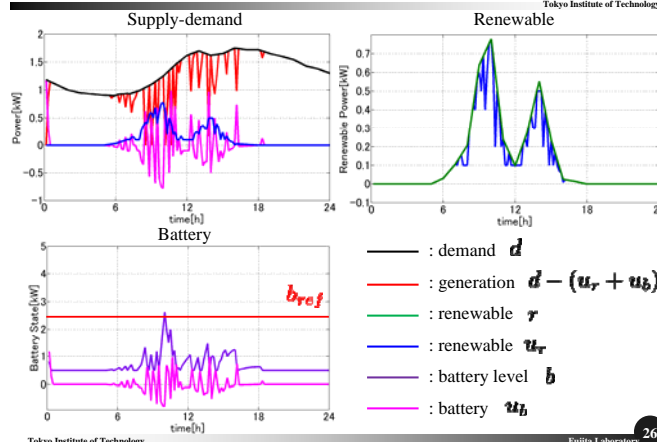 Tokyo Institute of Technology
Supply-demand
Renewable
2
1.5
1
0.5
0
-0.5
-1
Power[kW]
0 6 12 18 24
time[h]
0.7
0.6
0.5
0.4
0.3
0.2
0.1
0
-0.1
Renewable Power[kW]
0 6 12 18
time[h]
Battery
5
4
3
2
1
0
Battery State[kW]
b_ref
0 6 12 18 24
time[h]
: demand d
: generation d − (u_r + u_b)
: renewable r
: renewable u_r
: battery level b
: battery u_b
26
Tokyo Institute of Technology
Fujita Laboratory